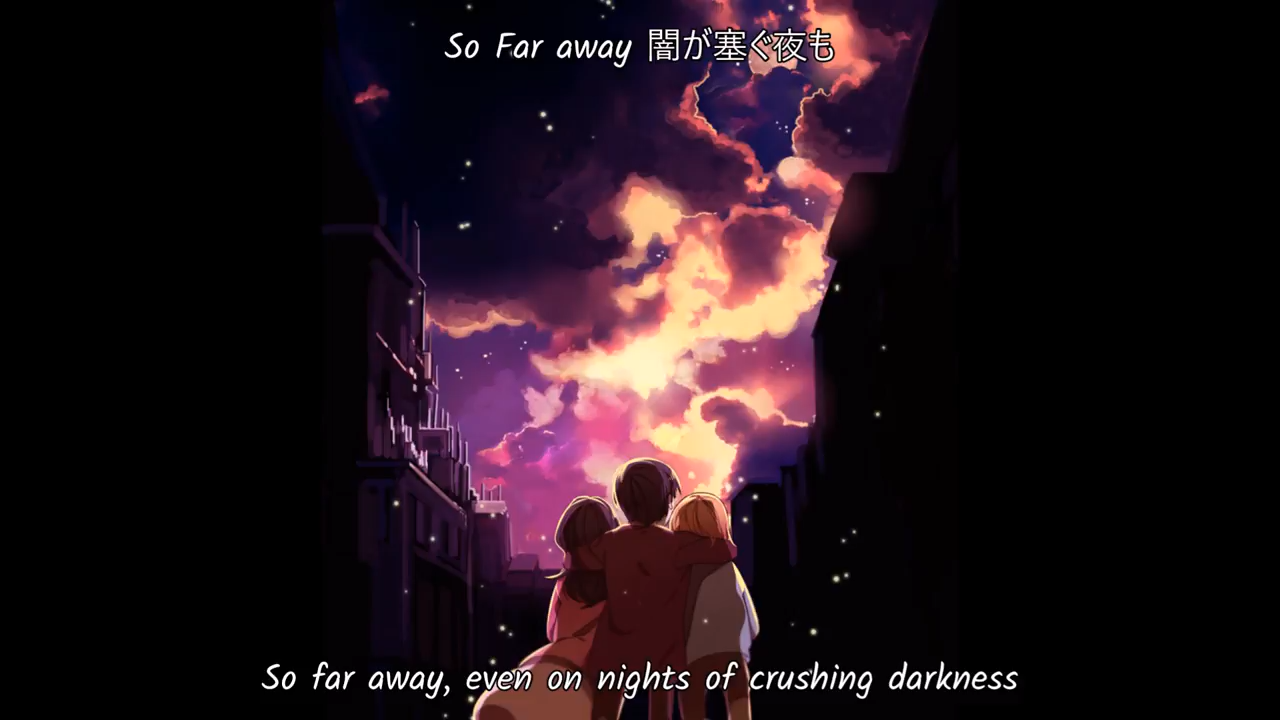 So Far away 闇が塞ぐ夜も
So far away, even on nights of crushing darkness